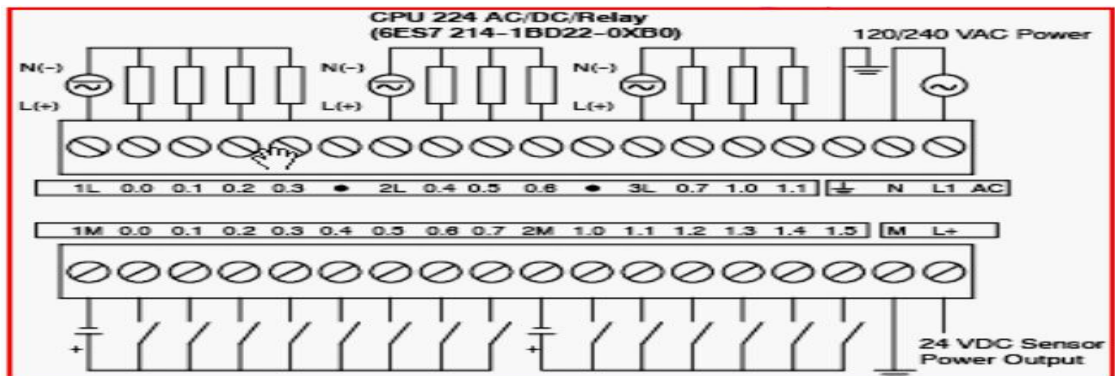 CPU 224 AC/DC/Relay
(6ES7 214-1BD22-0XB0)
120/240 VAC Power
N(-) N(-) N(-)
L(+) L(+) L(+)
1L 0.0 0.1 0.2 0.3 ● 2L 0.4 0.5 0.6 ● 3L 0.7 1.0 1.1 ⏚ N L1 AC
1M 0.0 0.1 0.2 0.3 0.4 0.5 0.6 0.7 2M 1.0 1.1 1.2 1.3 1.4 1.5 M L+
+ +
24 VDC Sensor
Power Output